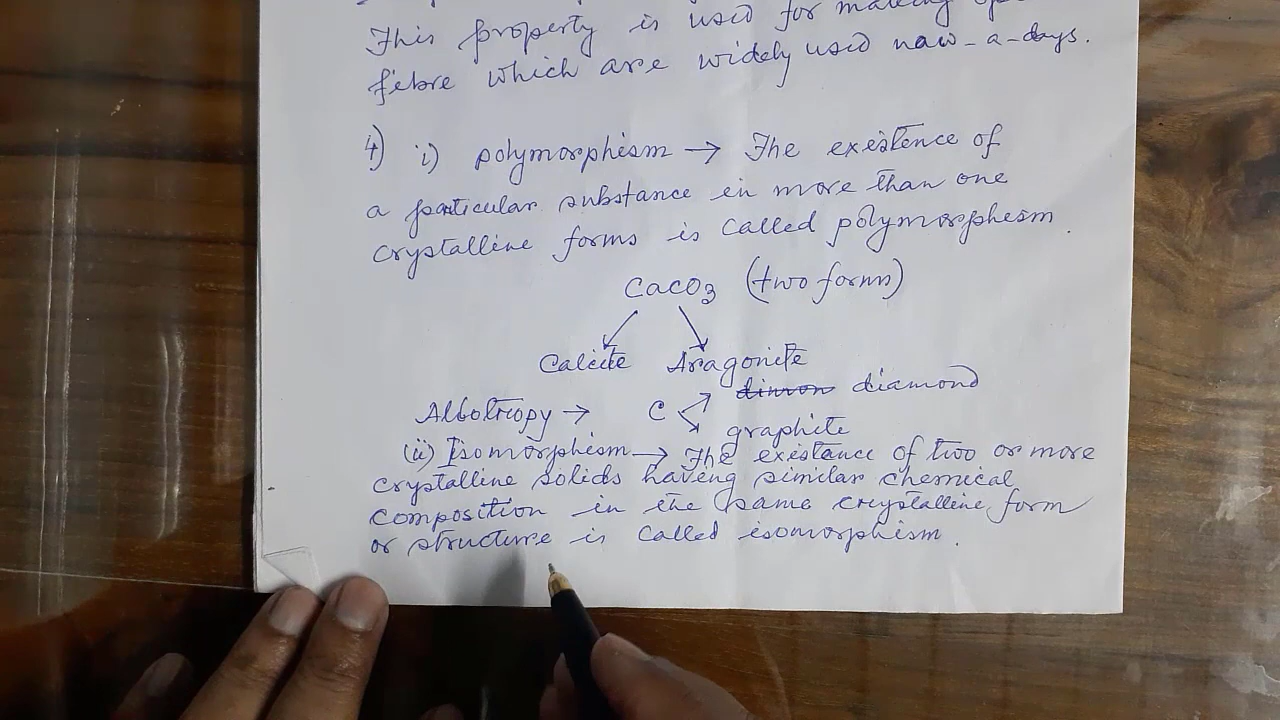 This property is used for making
febre which are widely used now-a-days.
4) i) polymorphism → The existence of
a particular substance in more than one
crystalline forms is called polymorphism.
CaCO3 (two forms)
Calcite Aragonite
diamond
Allotropy → C
graphite
(ii) Isomorphism → The existance of two or more
crystalline solids having similar chemical
composition in the same crystalline form
or structure is called isomorphism.